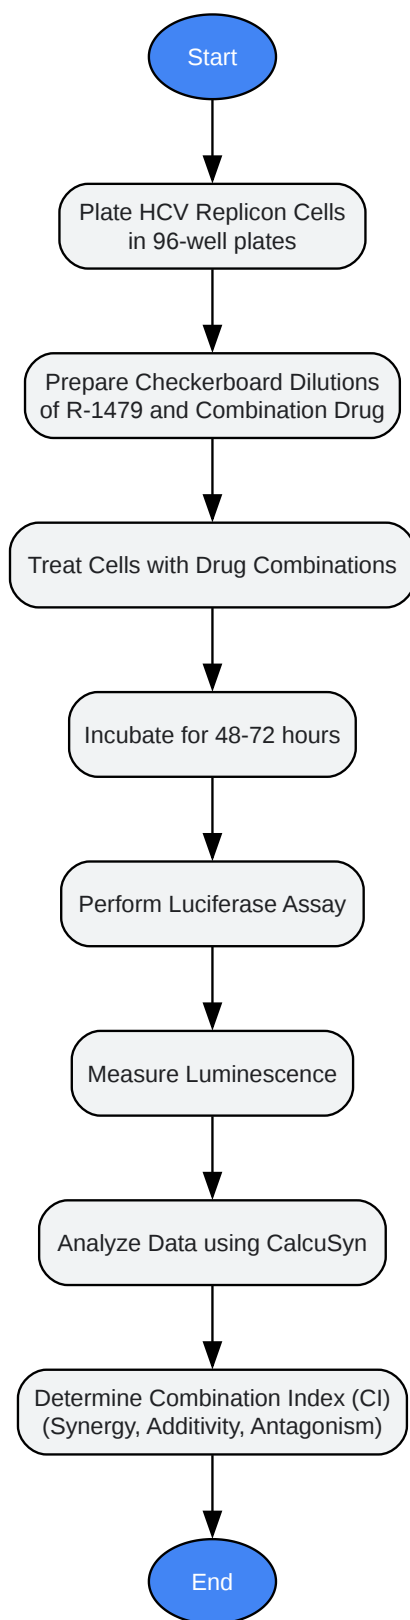 Start
Plate HCV Replicon Cells
in 96-well plates
Prepare Checkerboard Dilutions
of R-1479 and Combination Drug
Treat Cells with Drug Combinations
Incubate for 48-72 hours
Perform Luciferase Assay
Measure Luminescence
Analyze Data using CalcuSyn
Determine Combination Index (CI)
(Synergy, Additivity, Antagonism)
End